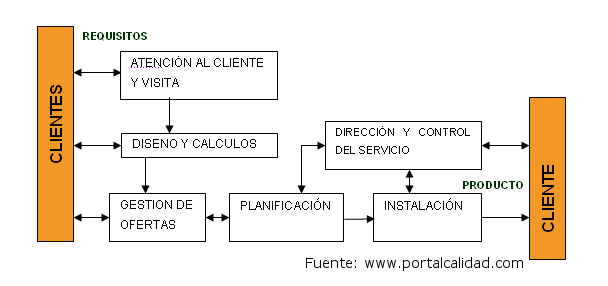 REQUISITOS
CLIENTES
ATENCIÓN AL CLIENTE
Y VISITA
DISENO Y CALCULOS
GESTION DE
OFERTAS
PLANIFICACIÓN
DIRECCIÓN Y CONTROL
DEL SERVICIO
INSTALACIÓN
PRODUCTO
CLIENTE
Fuente: www.portalcalidad.com